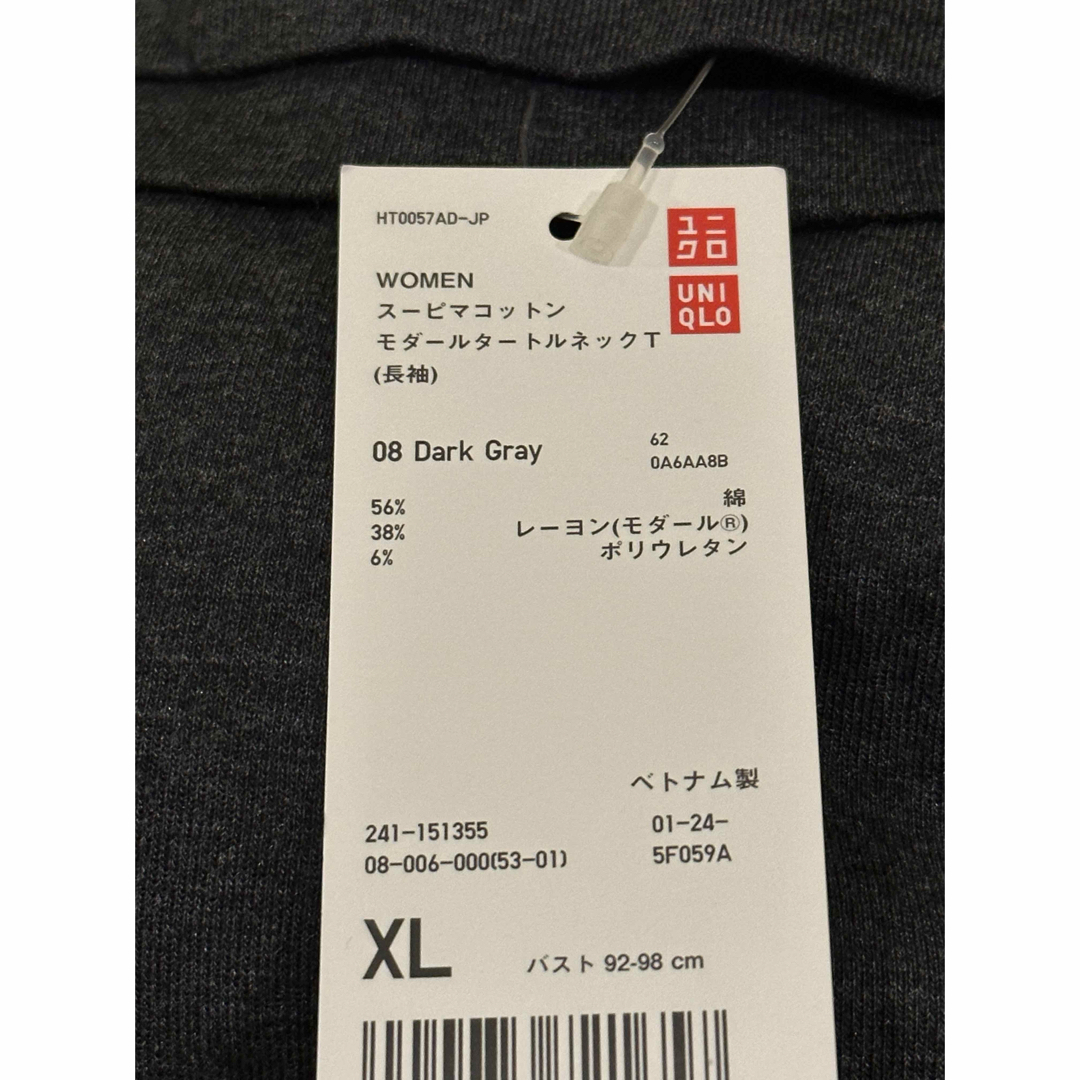 HT0057AD-JP
ユニ
クロ
UNI
QLO
WOMEN
スーピマコットン
モダールタートルネックT
(長袖)
08 Dark Gray
62
0A6AA8B
56% 綿
38% レーヨン(モダール®)
6% ポリウレタン
ベトナム製
241-151355 01-24-
08-006-000(53-01) 5F059A
XL バスト 92-98 cm